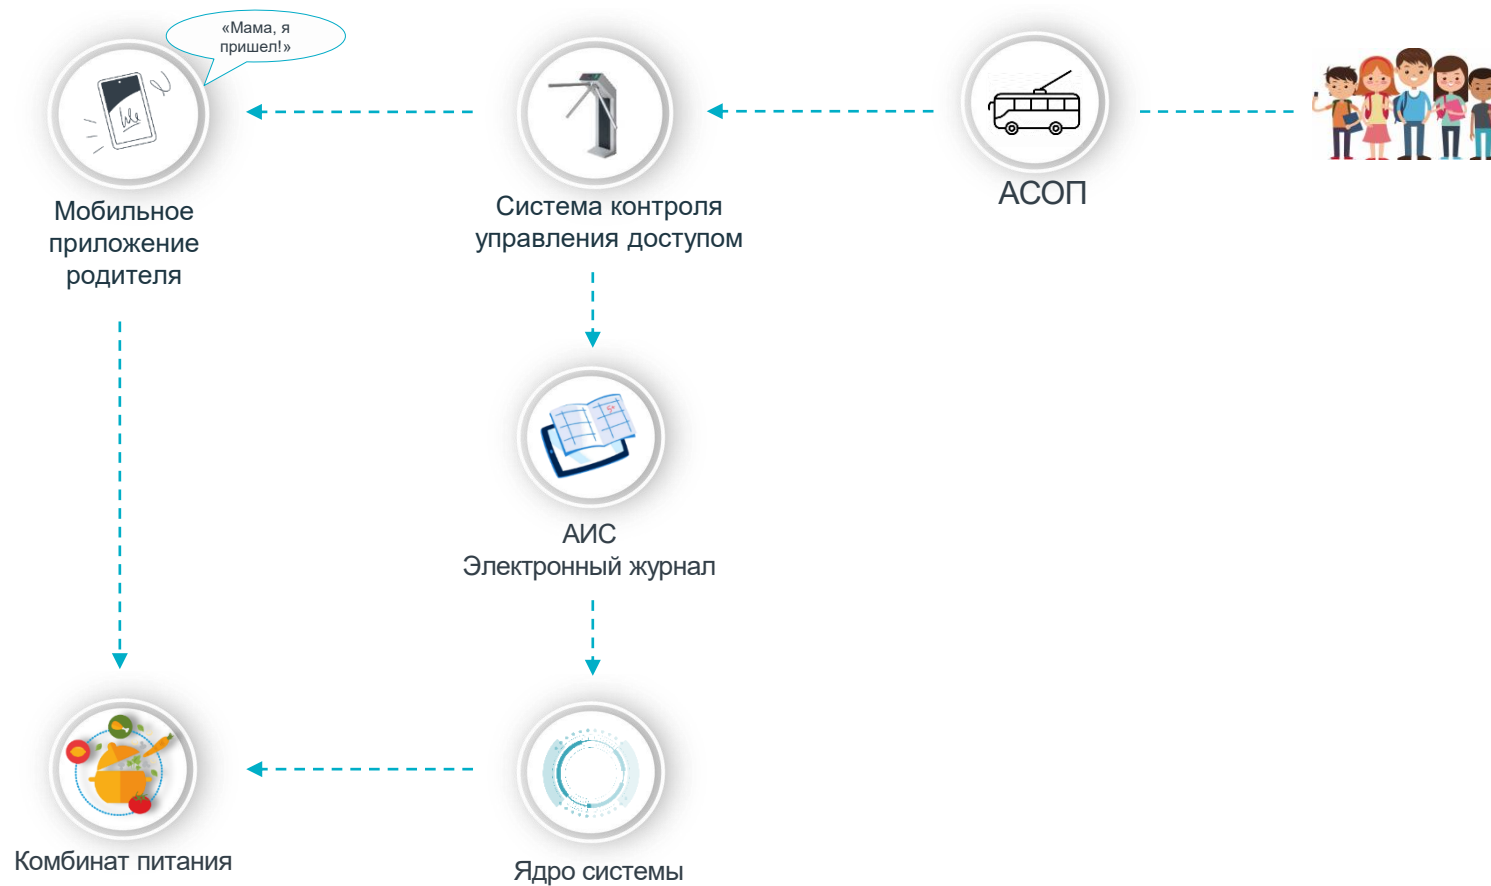 «Мама, я
пришел!»
Мобильное
приложение
родителя
Система контроля
управления доступом
АСОП
АИС
Электронный журнал
Комбинат питания
Ядро системы